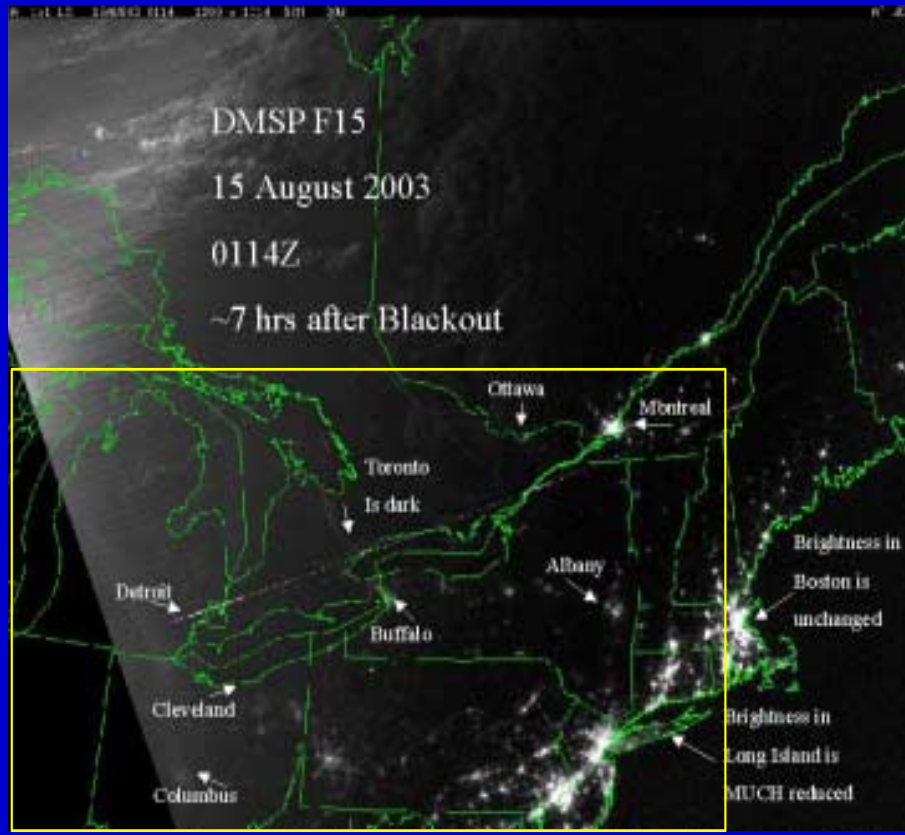 DMSP F15
15 August 2003
0114Z
~7 hrs after Blackout
Ottawa
Montreal
Toronto
Is dark
Brightness in
Boston is
unchanged
Albany
Detroit
Buffalo
Cleveland
Brightness in
Long Island is
MUCH reduced
Columbus